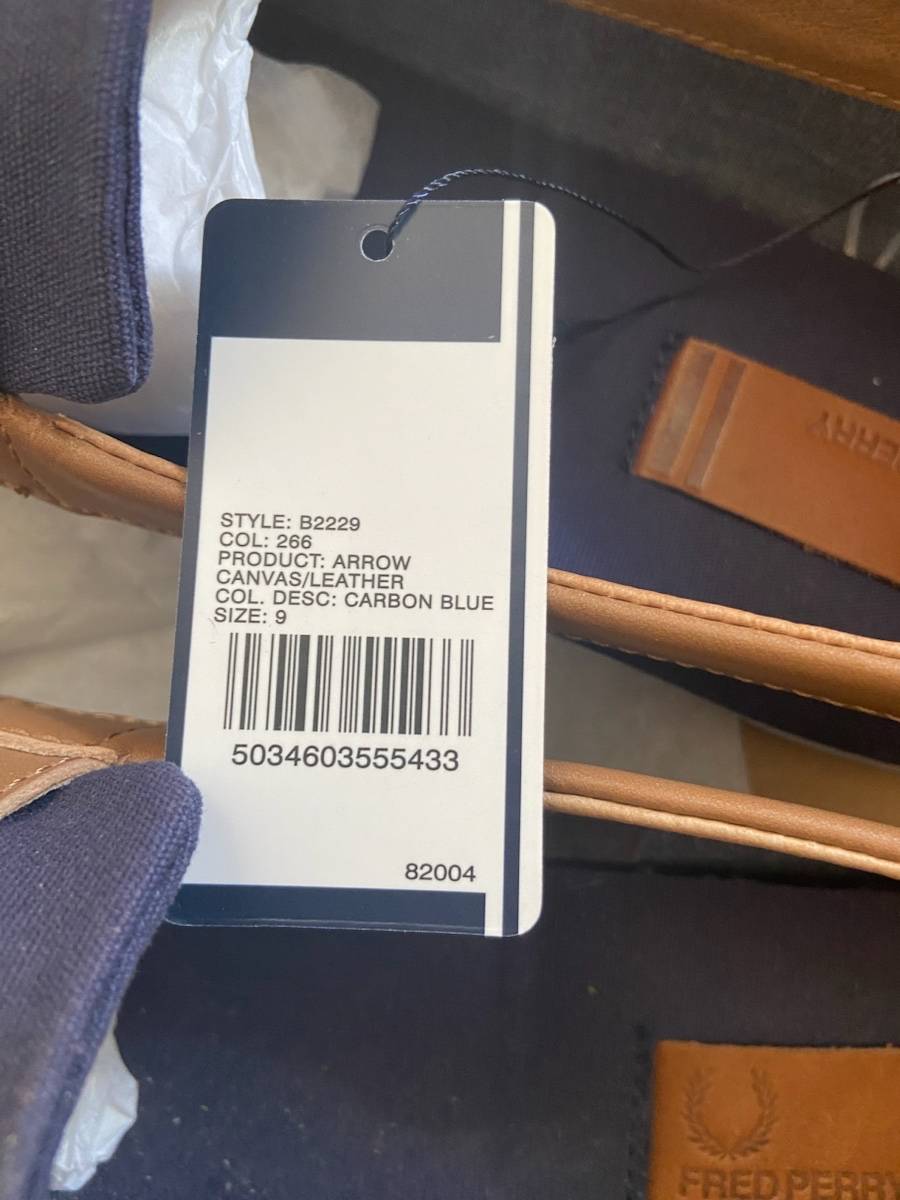 STYLE: B2229
COL: 266
PRODUCT: ARROW
CANVAS/LEATHER
COL. DESC: CARBON BLUE
SIZE: 9
5034603555433
82004
FRED PERRY